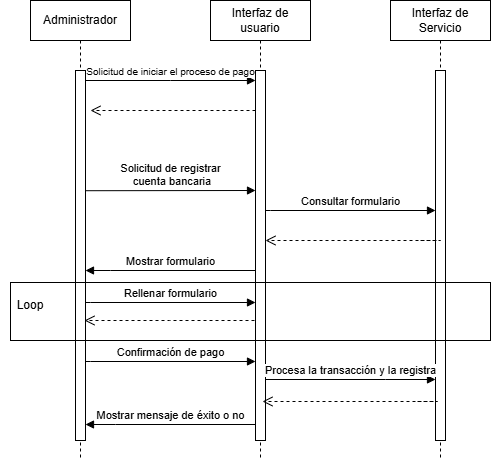 Administrador
Interfaz de
usuario
Interfaz de
Servicio
Solicitud de iniciar el proceso de pago
Solicitud de registrar
cuenta bancaria
Consultar formulario
Mostrar formulario
Loop
Rellenar formulario
Confirmación de pago
Procesa la transacción y la registra
Mostrar mensaje de éxito o no